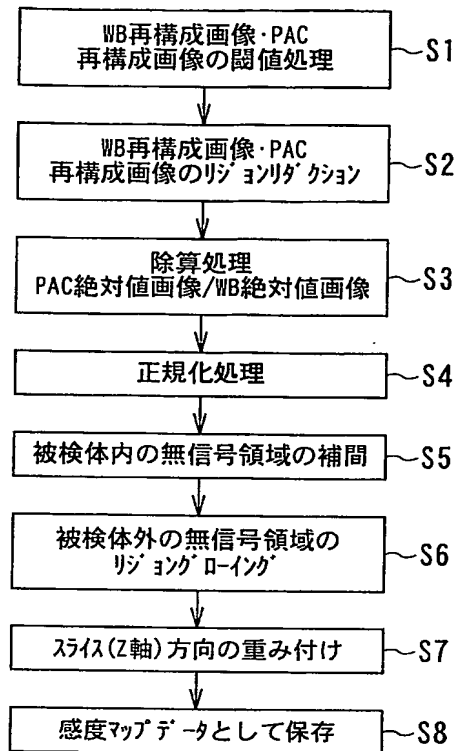 WB再構成画像・PAC
再構成画像の閾値処理
S1
WB再構成画像・PAC
再構成画像のﾘｼﾞｮﾝﾘﾀﾞｸｼｮﾝ
S2
除算処理
PAC絶対値画像/WB絶対値画像
S3
正規化処理
S4
被検体内の無信号領域の補間
S5
被検体外の無信号領域の
ﾘｼﾞｮﾝｸﾞﾛｰｲﾝｸﾞ
S6
ｽﾗｲｽ(Z軸)方向の重み付け
S7
感度ﾏｯﾌﾟﾃﾞｰﾀとして保存
S8